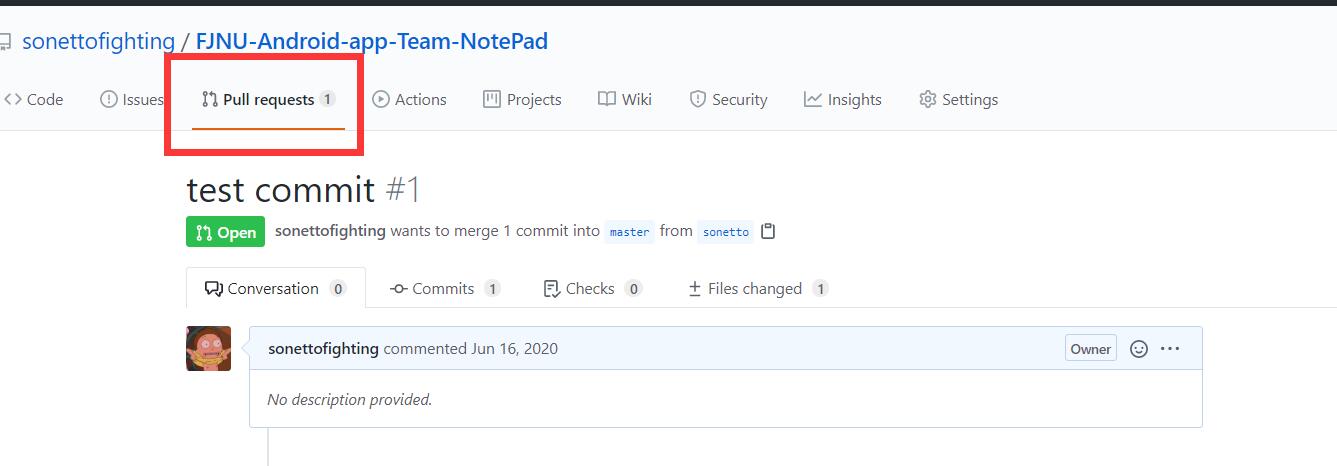 sonettofighting / FJNU-Android-app-Team-NotePad
Code Issues Pull requests 1 Actions Projects Wiki Security Insights Settings
test commit #1
Open sonettofighting wants to merge 1 commit into master from sonetto
Conversation 0 Commits 1 Checks 0 Files changed 1
sonettofighting commented Jun 16, 2020 Owner
No description provided.